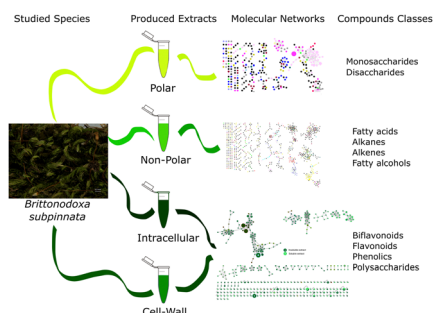 Studied Species
Produced Extracts
Molecular Networks
Compounds Classes
Polar
Monosaccharides
Disaccharides
Non-Polar
Fatty acids
Alkanes
Alkenes
Fatty alcohols
Brittonodoxa
subpinnata
Intracellular
Biflavonoids
Flavonoids
Phenolics
Polysaccharides
Cell-Wall